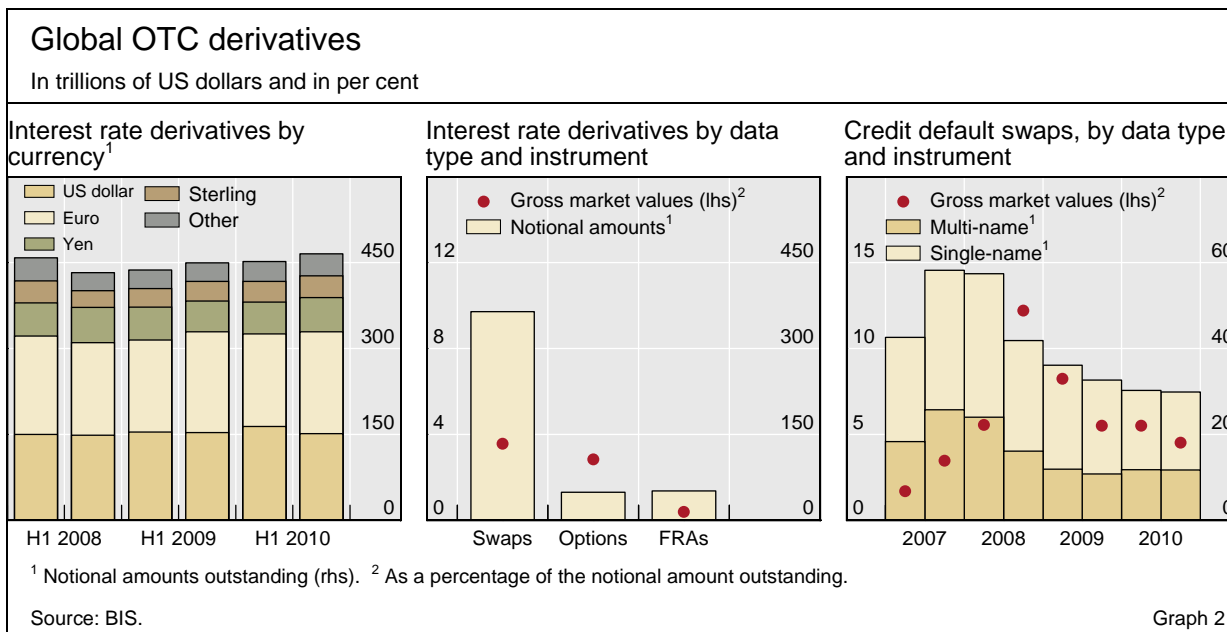 Global OTC derivatives
In trillions of US dollars and in per cent
Interest rate derivatives by
currency¹
US dollar
Euro
Yen
Sterling
Other
450
300
150
0
H1 2008
H1 2009
H1 2010
Interest rate derivatives by data
type and instrument
Gross market values (lhs)²
Notional amounts¹
12
8
4
0
450
300
150
0
Swaps
Options
FRAs
Credit default swaps, by data type
and instrument
Gross market values (lhs)²
Multi-name¹
Single-name¹
15
10
5
0
60
40
20
0
2007
2008
2009
2010
¹ Notional amounts outstanding (rhs). ² As a percentage of the notional amount outstanding.
Source: BIS.
Graph 2